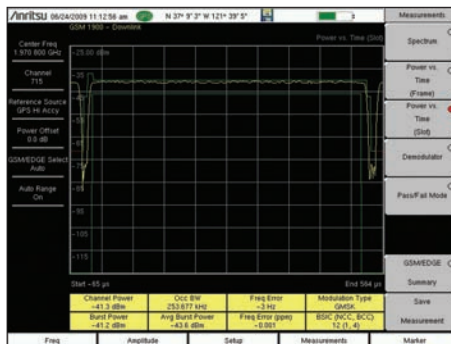 Anritsu 06/24/2009 11:12:56 am N 37° 9".3" W 121° 39".5"
GSM 1900 - Downlink
Power vs. Time (Slot)
Center Freq
1.970 800 GHz
Channel
715
Reference Source
GPS Hi Accy
Power Offset
0.0 dB
GSM/EDGE Select
Auto
Auto Range
On
-25.00 dBm
-35
-45
-55
-65
-75
-85
-95
-105
-115
Start -65 µs
End 564 µs
Channel Power
-41.3 dBm
Occ BW
253.677 kHz
Freq Error
-3 Hz
Modulation Type
GMSK
Burst Power
-41.2 dBm
Avg Burst Power
-43.6 dBm
Freq Error (ppm)
-0.001
BSIC (NCC, BCC)
12 (1, 4)
Measurements
Spectrum
Power vs.
Time
(Frame)
Power vs.
Time
(Slot)
Demodulator
Pass/Fail Mode
GSM/EDGE
Summary
Save
Measurement
Freq
Amplitude
Setup
Measurements
Marker